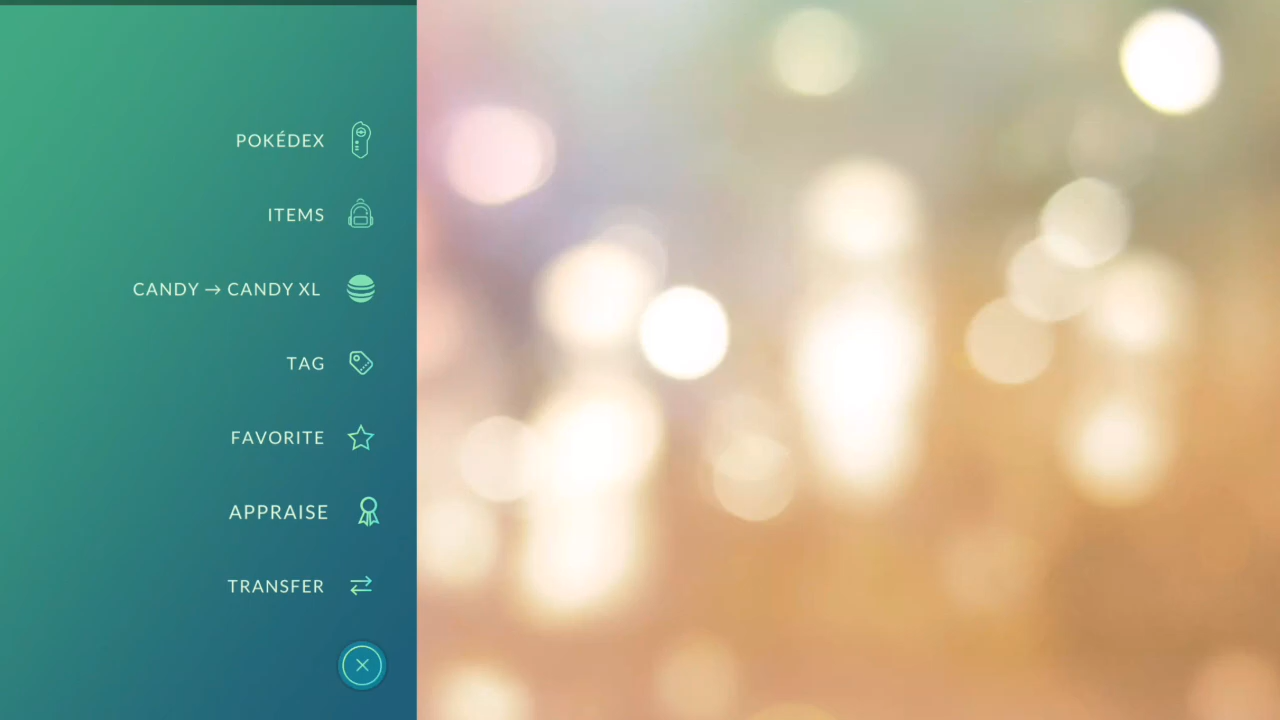 POKÉDEX
ITEMS
CANDY → CANDY XL
TAG
FAVORITE
APPRAISE
TRANSFER